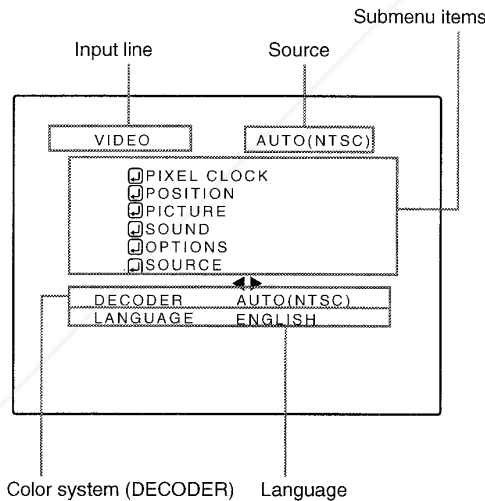 Submenu items
Input line Source
VIDEO AUTO(NTSC)
PIXEL CLOCK
POSITION
PICTURE
SOUND
OPTIONS
SOURCE
DECODER AUTO(NTSC)
LANGUAGE ENGLISH
Color system (DECODER) Language